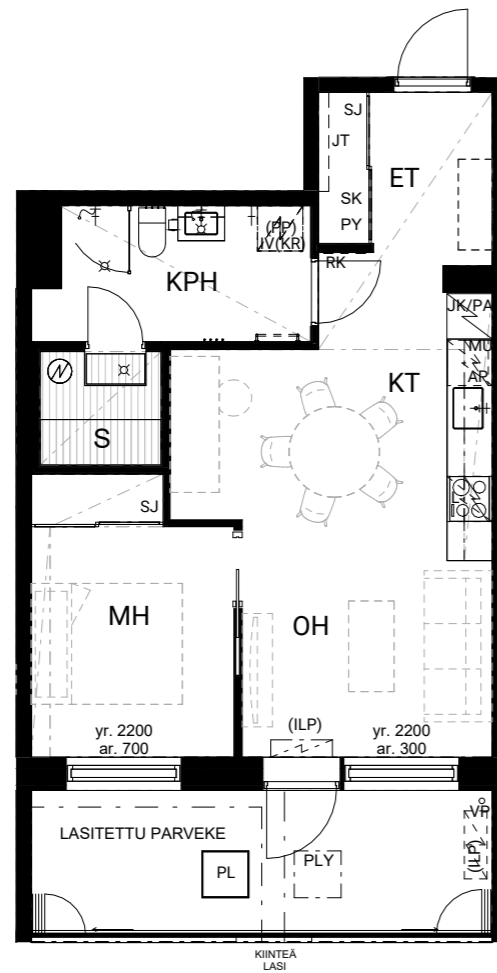 SJ
JT
ET
SK
PY
(PP)
JV(KR)
KPH
RK
JK/PA
MU
AP
KT
S
SJ
MH
OH
yr. 2200
ar. 700
(ILP)
yr. 2200
ar. 300
LASITETTU PARVEKE
PL
PLY
VP
(ILP)
KIINTEÄ
LASI